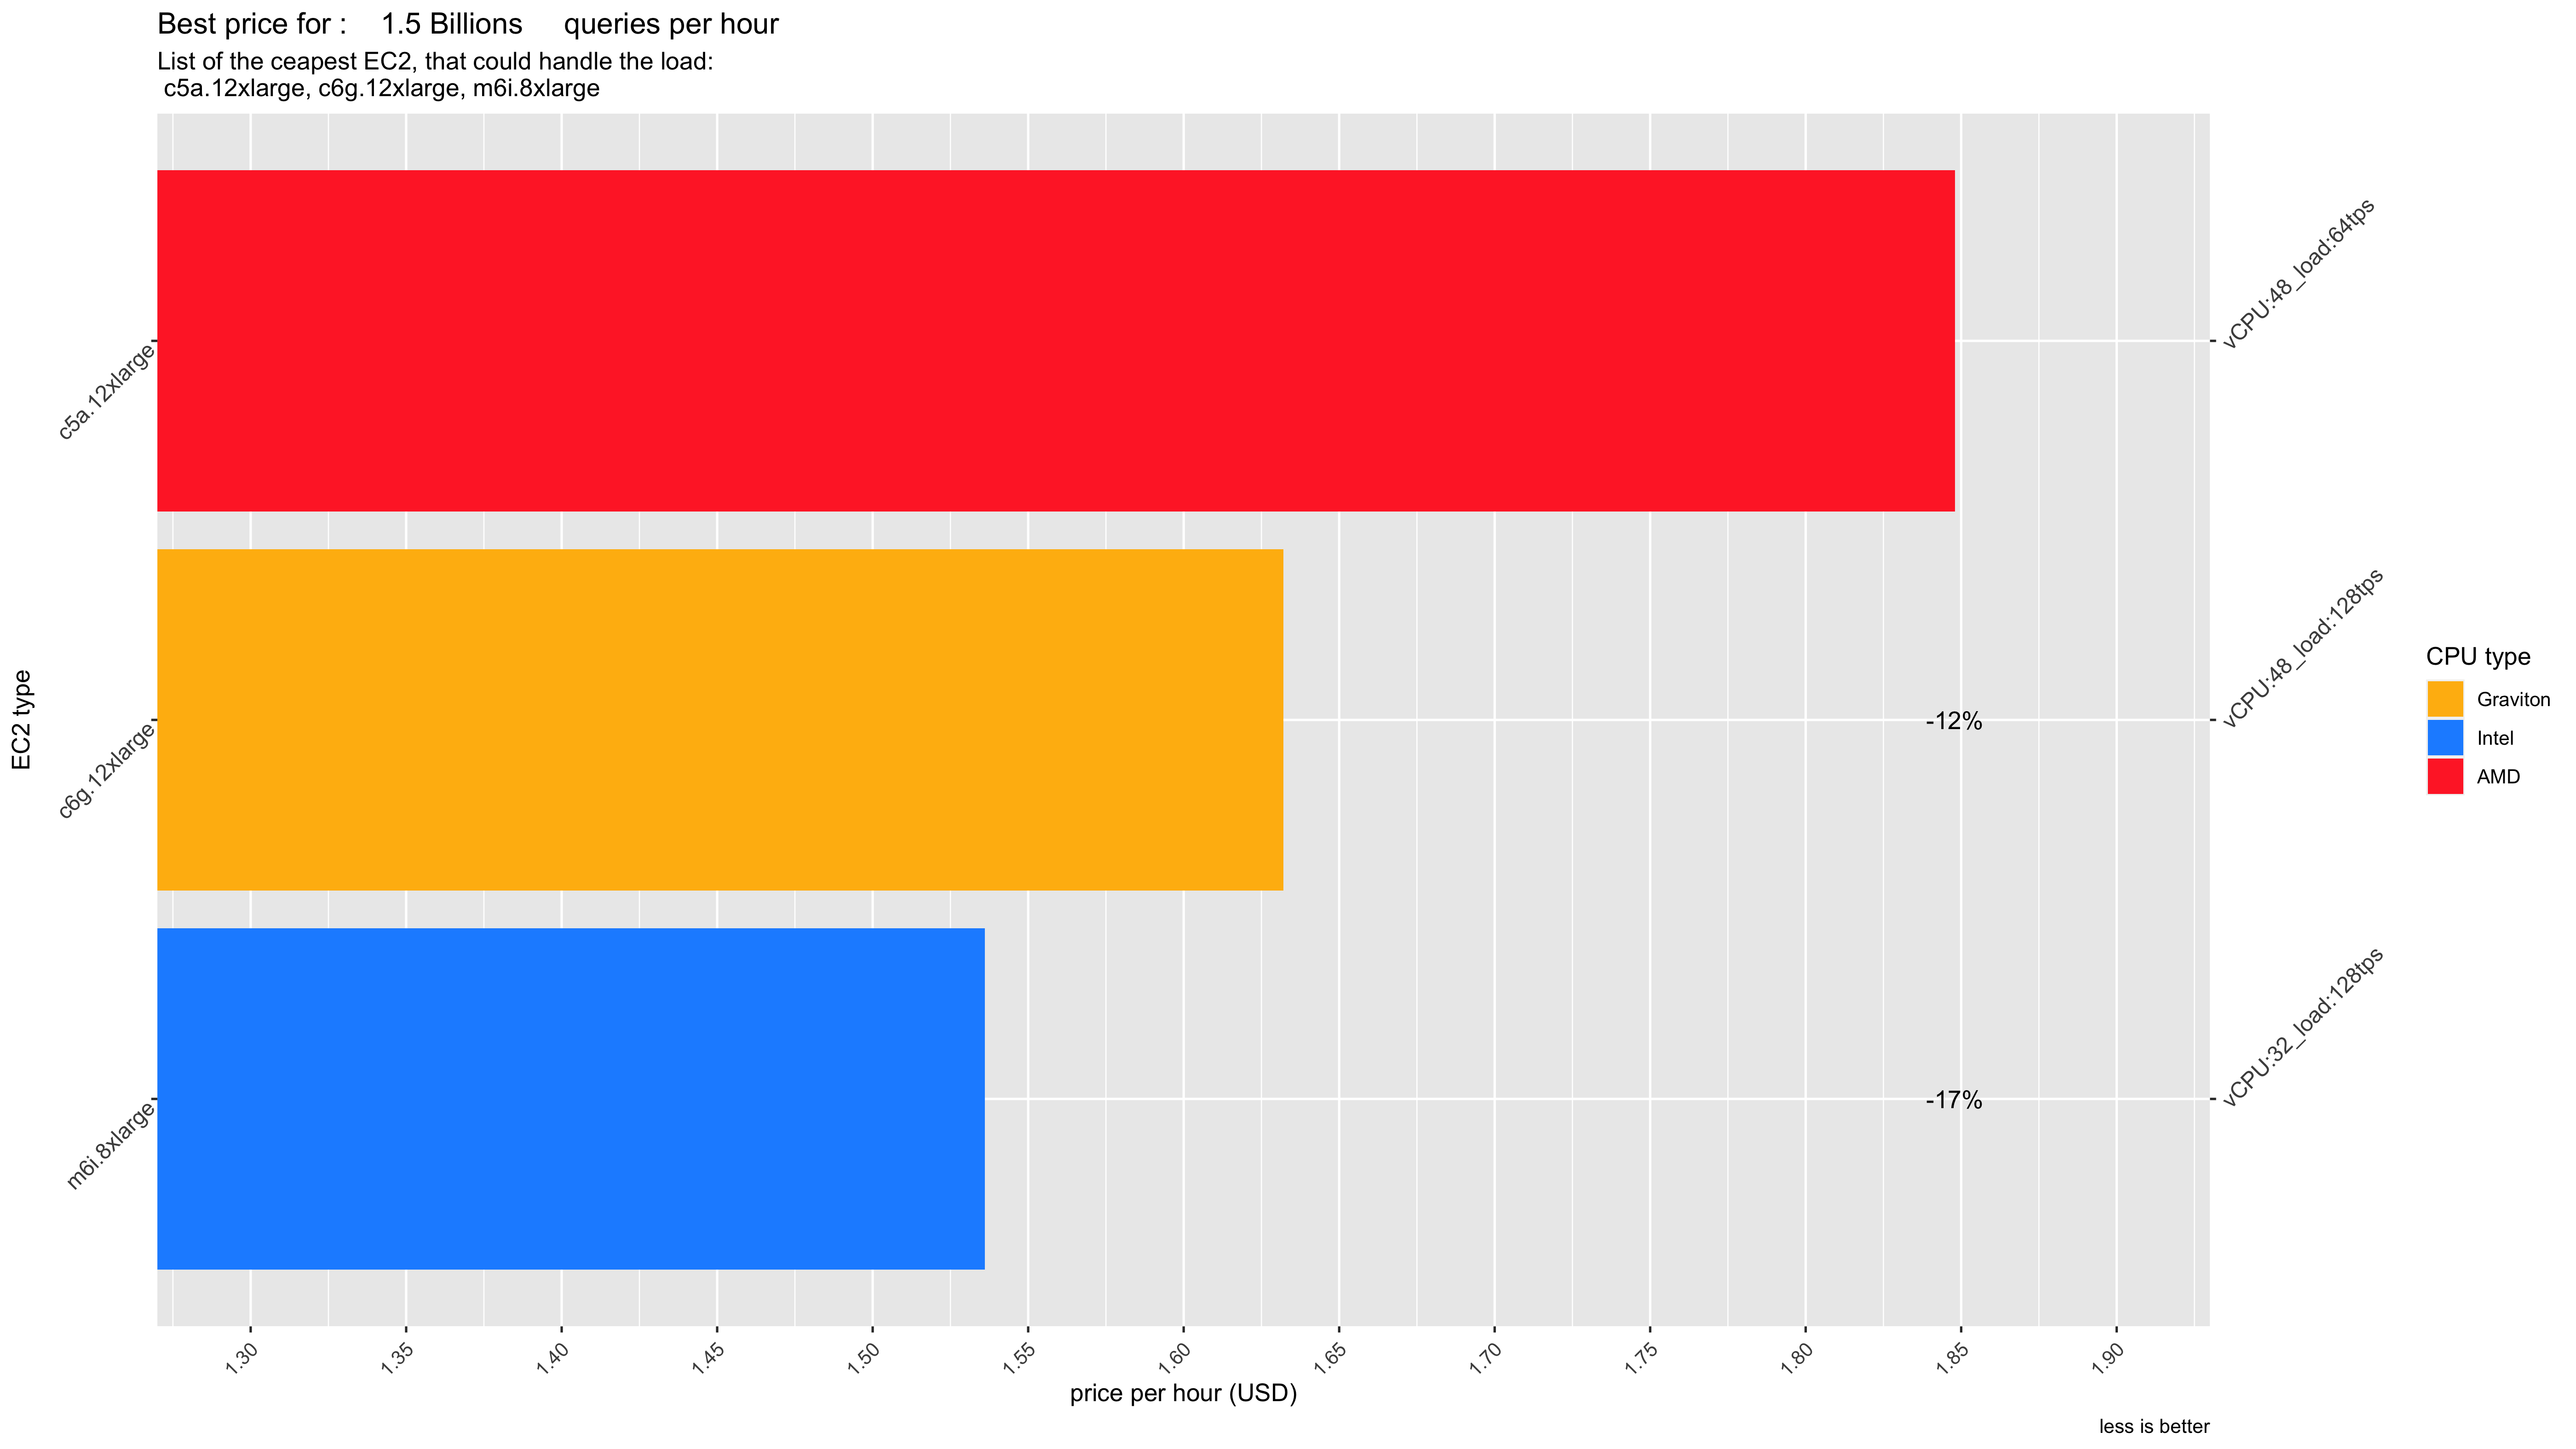 Best price for :    1.5 Billions     queries per hour
List of the ceapest EC2, that could handle the load:
c5a.12xlarge, c6g.12xlarge, m6i.8xlarge
EC2 type
c5a.12xlarge
vCPU:48_load:64tps
c6g.12xlarge
-12%
vCPU:48_load:128tps
m6i.8xlarge
-17%
vCPU:32_load:128tps
1.30 1.35 1.40 1.45 1.50 1.55 1.60 1.65 1.70 1.75 1.80 1.85 1.90
price per hour (USD)
less is better
CPU type
Graviton
Intel
AMD